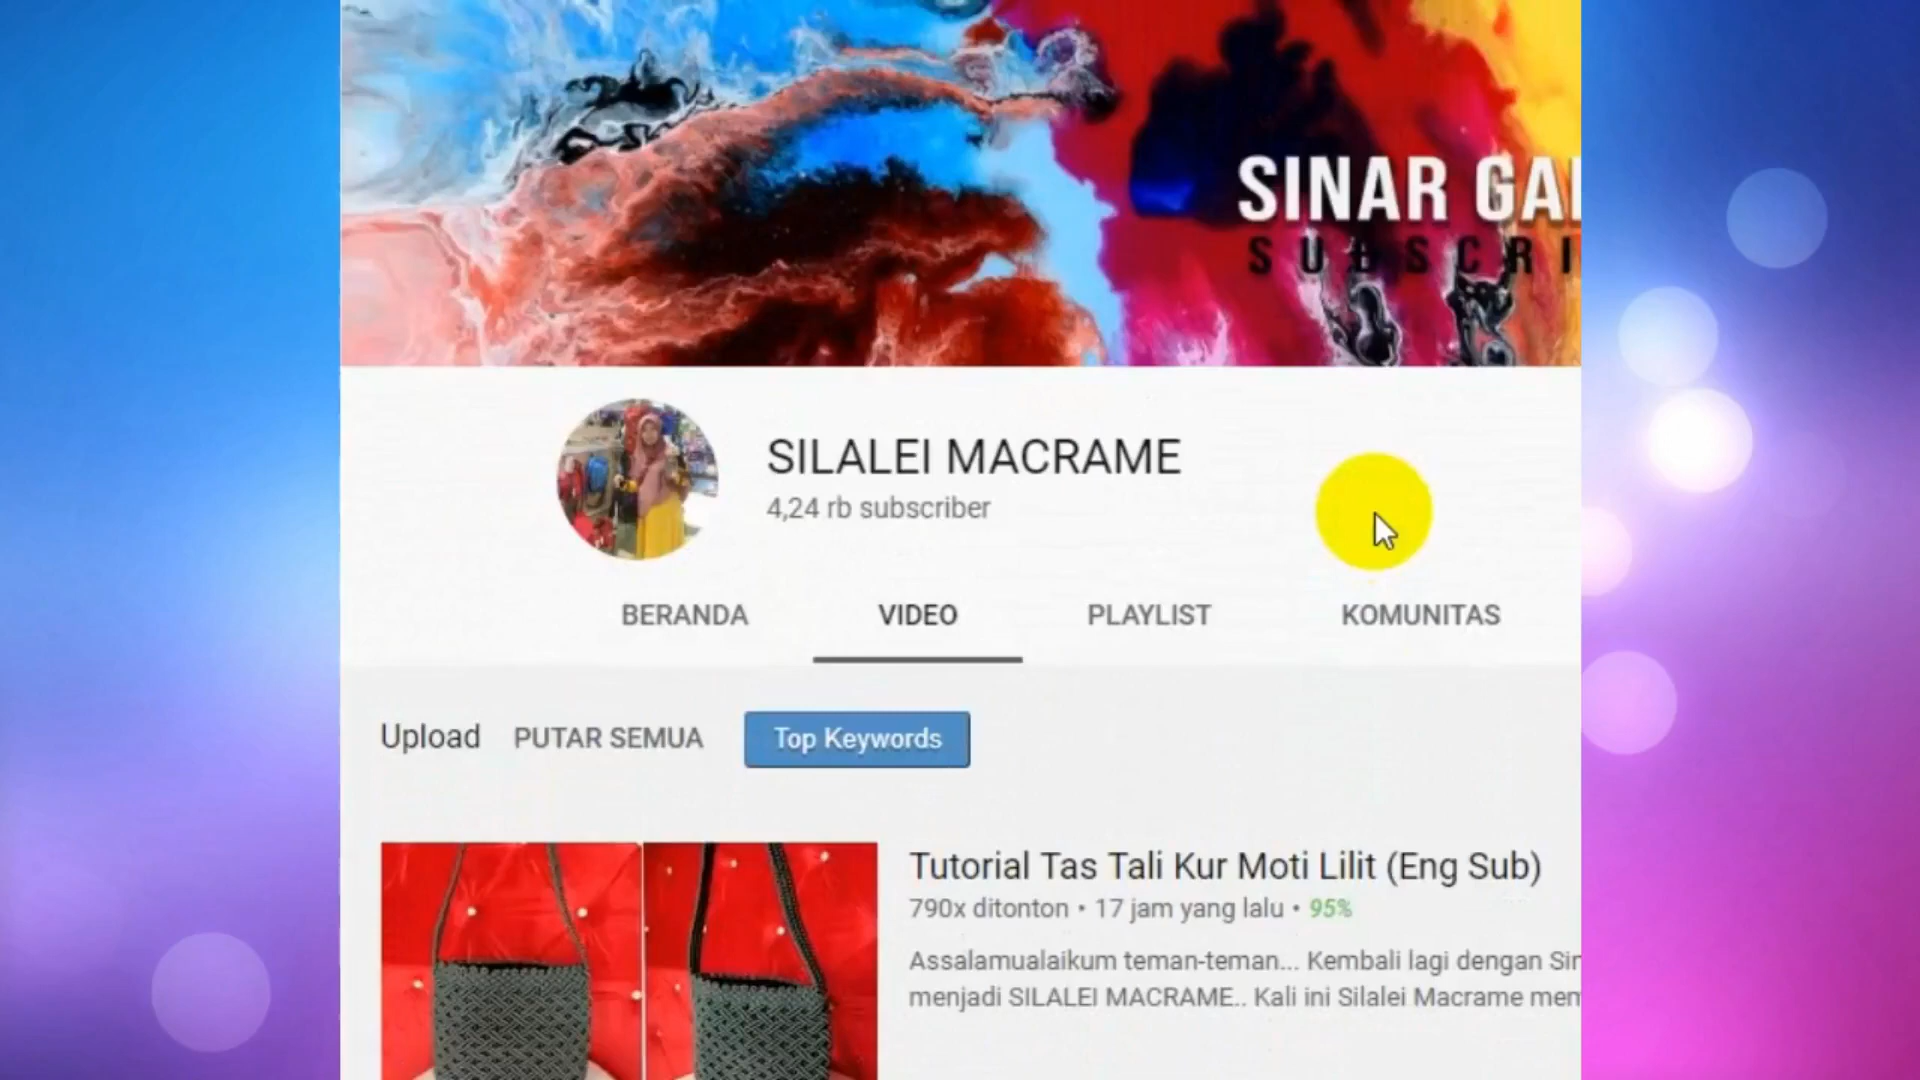 SINAR GA
SUBSCRI
SILALEI MACRAME
4,24 rb subscriber
BERANDA VIDEO PLAYLIST KOMUNITAS
Upload PUTAR SEMUA Top Keywords
Tutorial Tas Tali Kur Moti Lilit (Eng Sub)
790x ditonton • 17 jam yang lalu • 95%
Assalamualaikum teman-teman... Kembali lagi dengan Sin
menjadi SILALEI MACRAME.. Kali ini Silalei Macrame mem